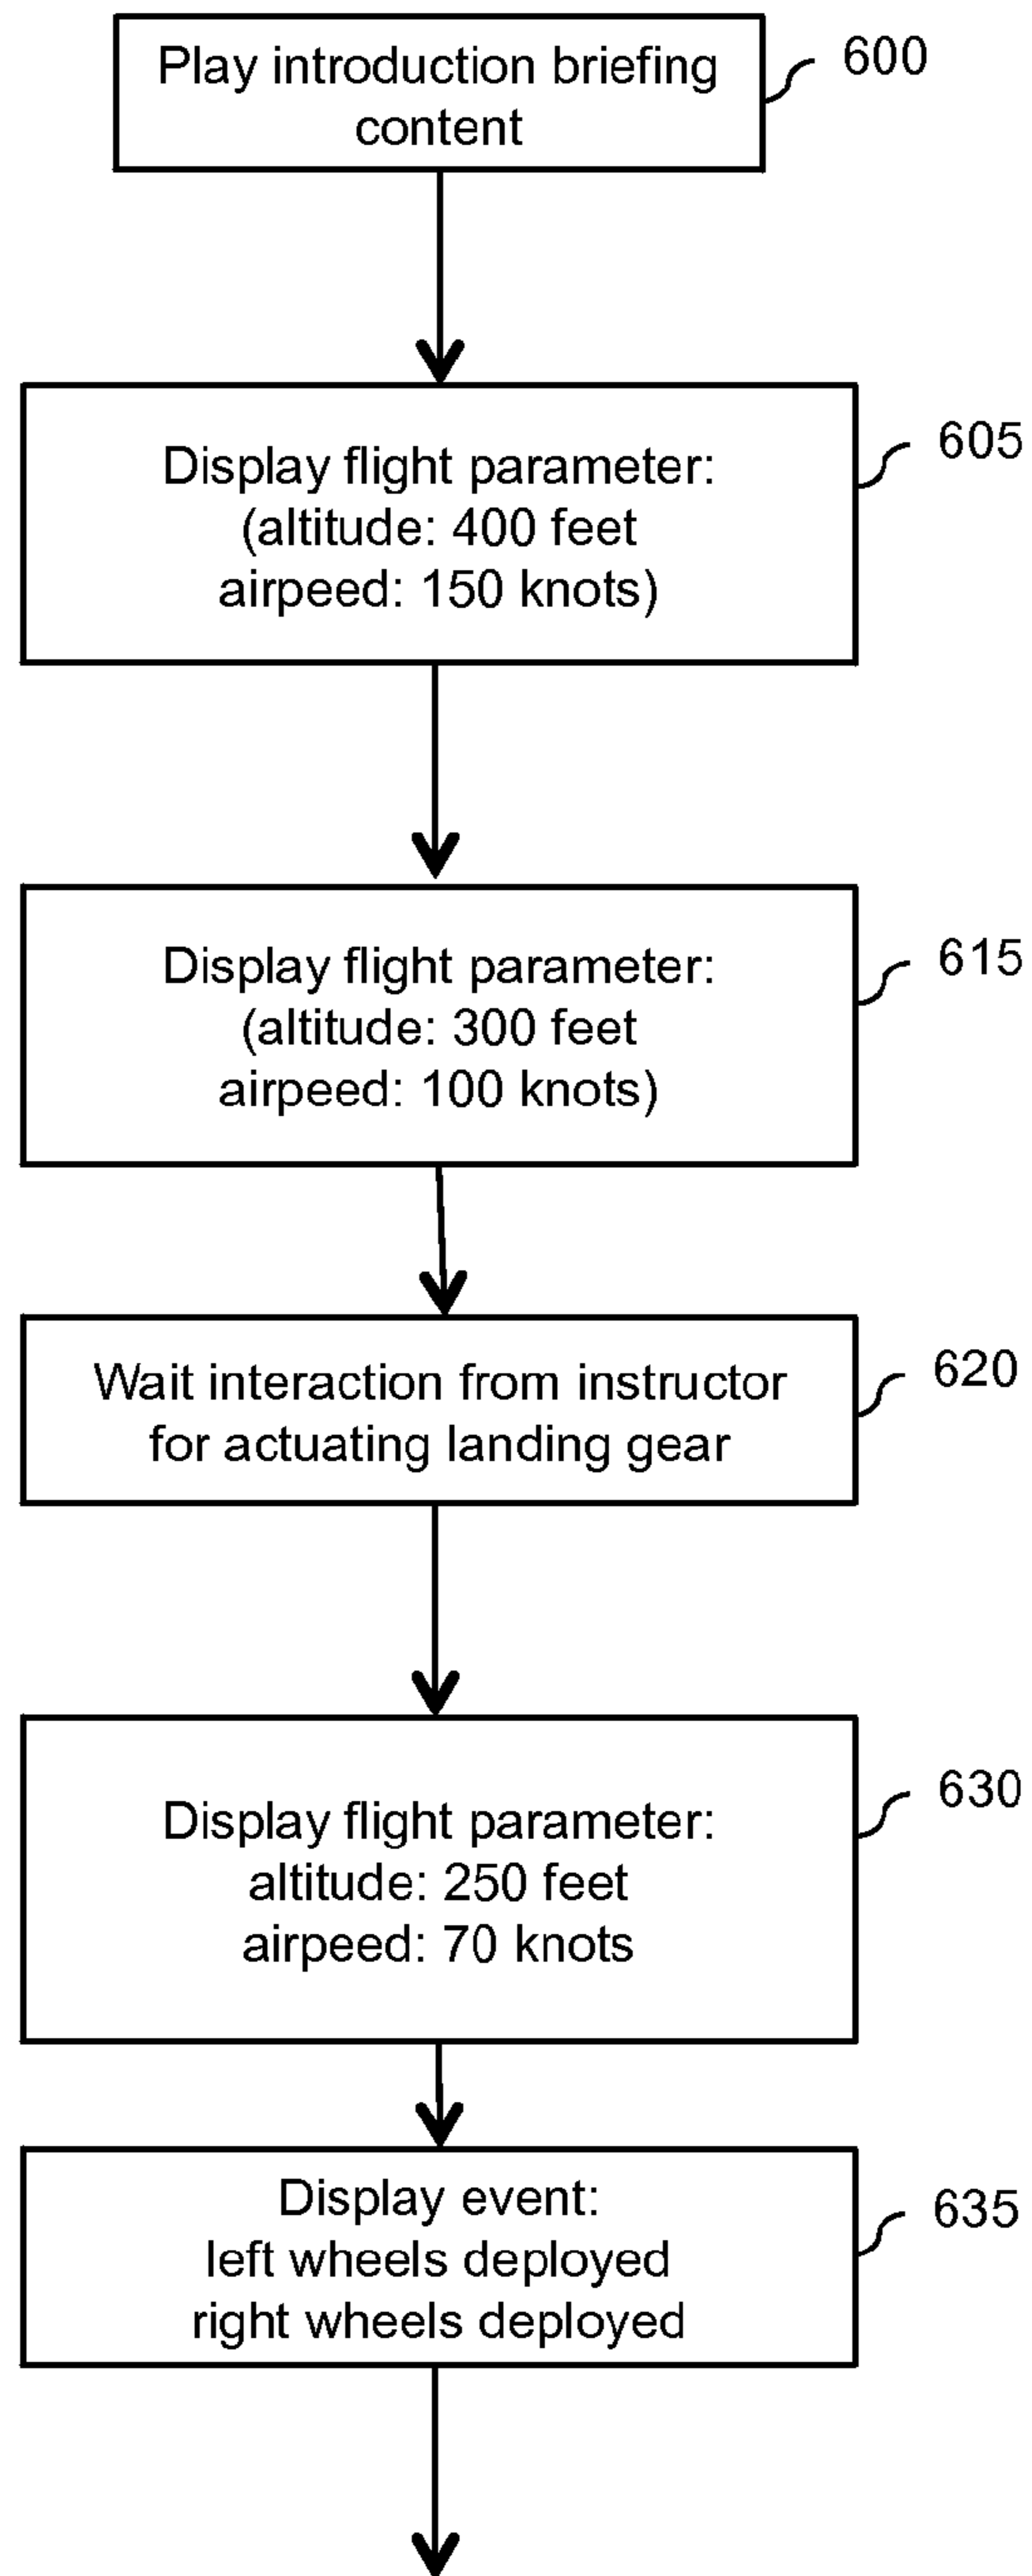 Play introduction briefing
content
600
Display flight parameter:
(altitude: 400 feet
airpeed: 150 knots)
605
Display flight parameter:
(altitude: 300 feet
airpeed: 100 knots)
615
Wait interaction from instructor
for actuating landing gear
620
Display flight parameter:
altitude: 250 feet
airpeed: 70 knots
630
Display event:
left wheels deployed
right wheels deployed
635